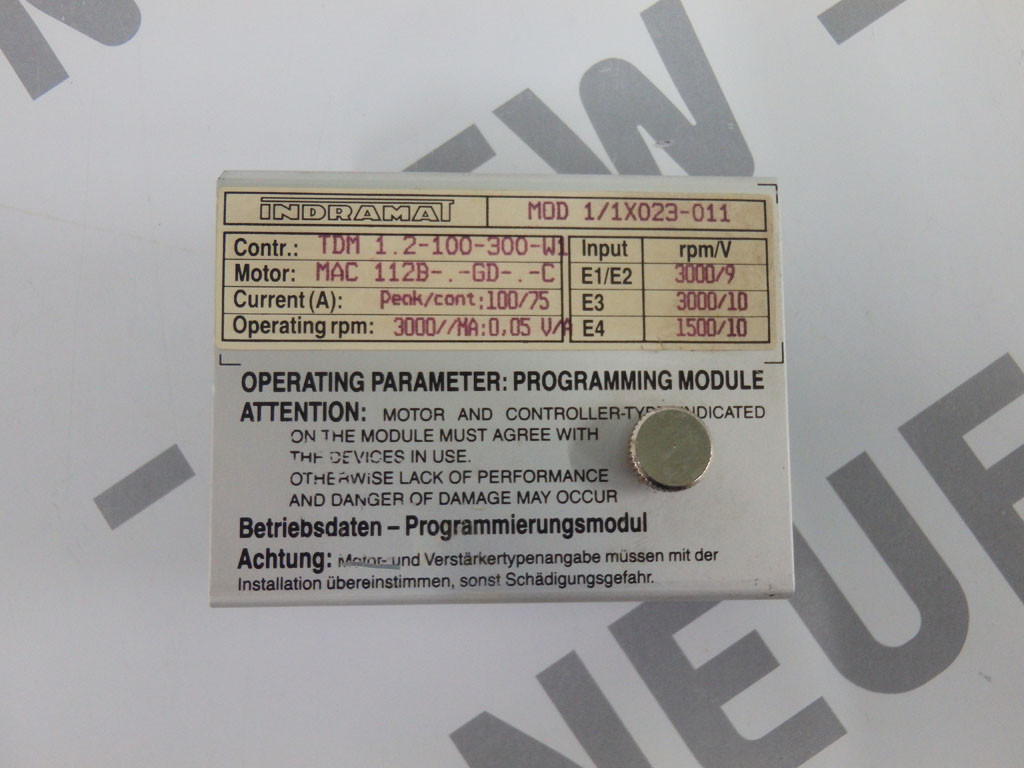 INDRAMAT MOD 1/1X023-011
Contr.: TDM 1.2-100-300-W1
Motor: MAC 112B-.-GD-.-C
Current (A): Peak/cont:100/75
Operating rpm: 3000//MA:0,05 V/A
Input rpm/V
E1/E2 3000/9
E3 3000/10
E4 1500/10
OPERATING PARAMETER: PROGRAMMING MODULE
ATTENTION: MOTOR AND CONTROLLER-TYPE INDICATED
ON THE MODULE MUST AGREE WITH
THE DEVICES IN USE.
OTHERWISE LACK OF PERFORMANCE
AND DANGER OF DAMAGE MAY OCCUR
Betriebsdaten – Programmierungsmodul
Achtung: Motor- und Verstärkertypenangabe müssen mit der
Installation übereinstimmen, sonst Schädigungsgefahr.
NEUE